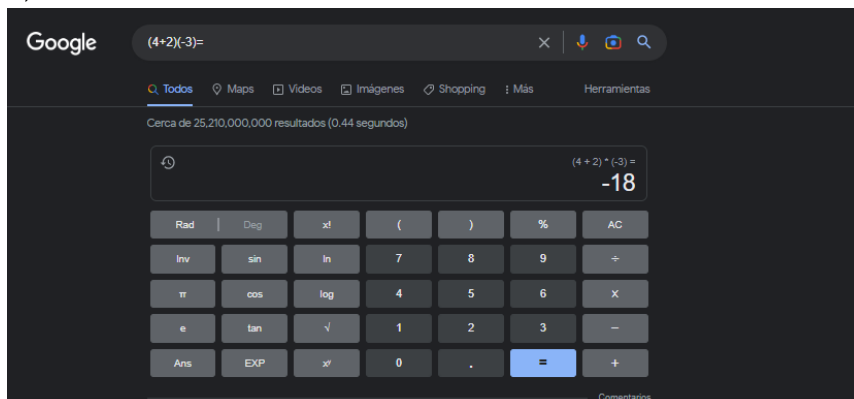 Google
(4+2)(-3)=
Todos Maps Videos Imágenes Shopping Más Herramientas
Cerca de 25,210,000,000 resultados (0.44 segundos)
(4 + 2) * (-3) =
-18
Rad | Deg x! ( ) % AC
Inv sin ln 7 8 9 ÷
π cos log 4 5 6 X
e tan √ 1 2 3 −
Ans EXP xʸ 0 . = +
Comentarios